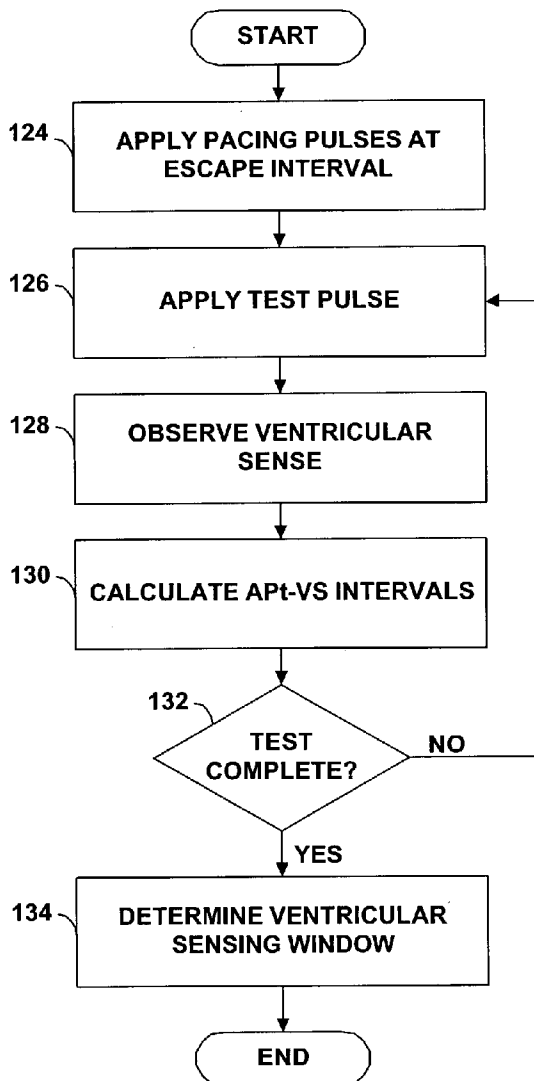 START
124
APPLY PACING PULSES AT
ESCAPE INTERVAL
126
APPLY TEST PULSE
128
OBSERVE VENTRICULAR
SENSE
130
CALCULATE APt-VS INTERVALS
132
TEST
COMPLETE?
NO
YES
134
DETERMINE VENTRICULAR
SENSING WINDOW
END